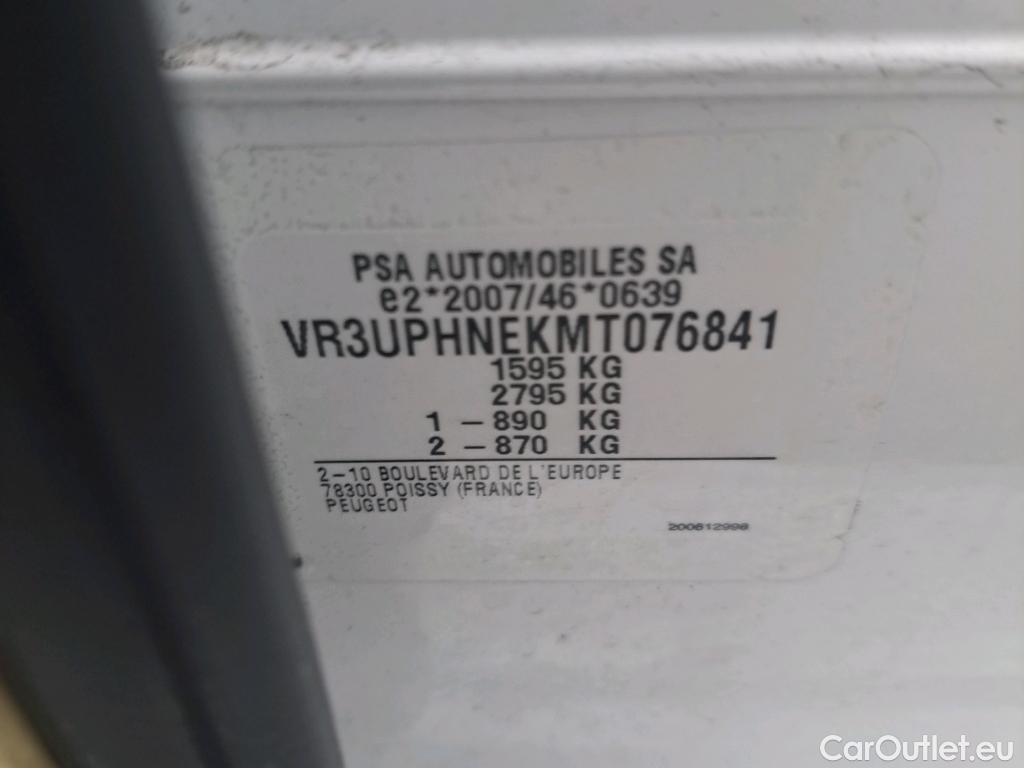 PSA AUTOMOBILES SA
e2*2007/46*0639
VR3UPHNEKMT076841
1595 KG
2795 KG
1 – 890 KG
2 – 870 KG
2–10 BOULEVARD DE L'EUROPE
78300 POISSY (FRANCE)
PEUGEOT
200612998
CarOutlet.eu